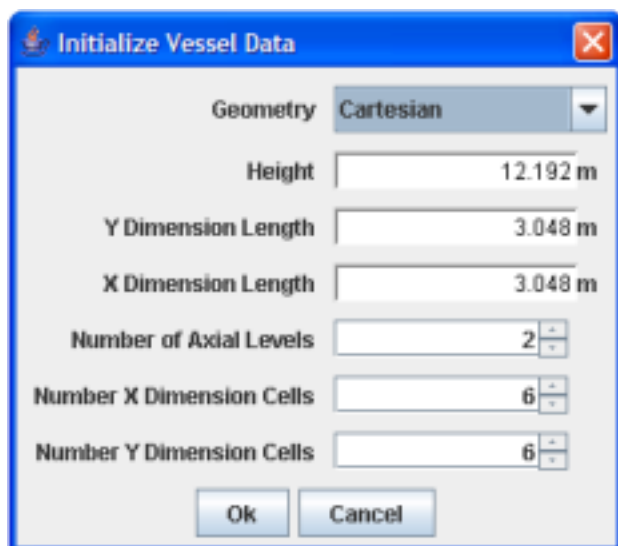 Initialize Vessel Data
Geometry Cartesian
Height 12.192 m
Y Dimension Length 3.048 m
X Dimension Length 3.048 m
Number of Axial Levels 2
Number X Dimension Cells 6
Number Y Dimension Cells 6
Ok Cancel